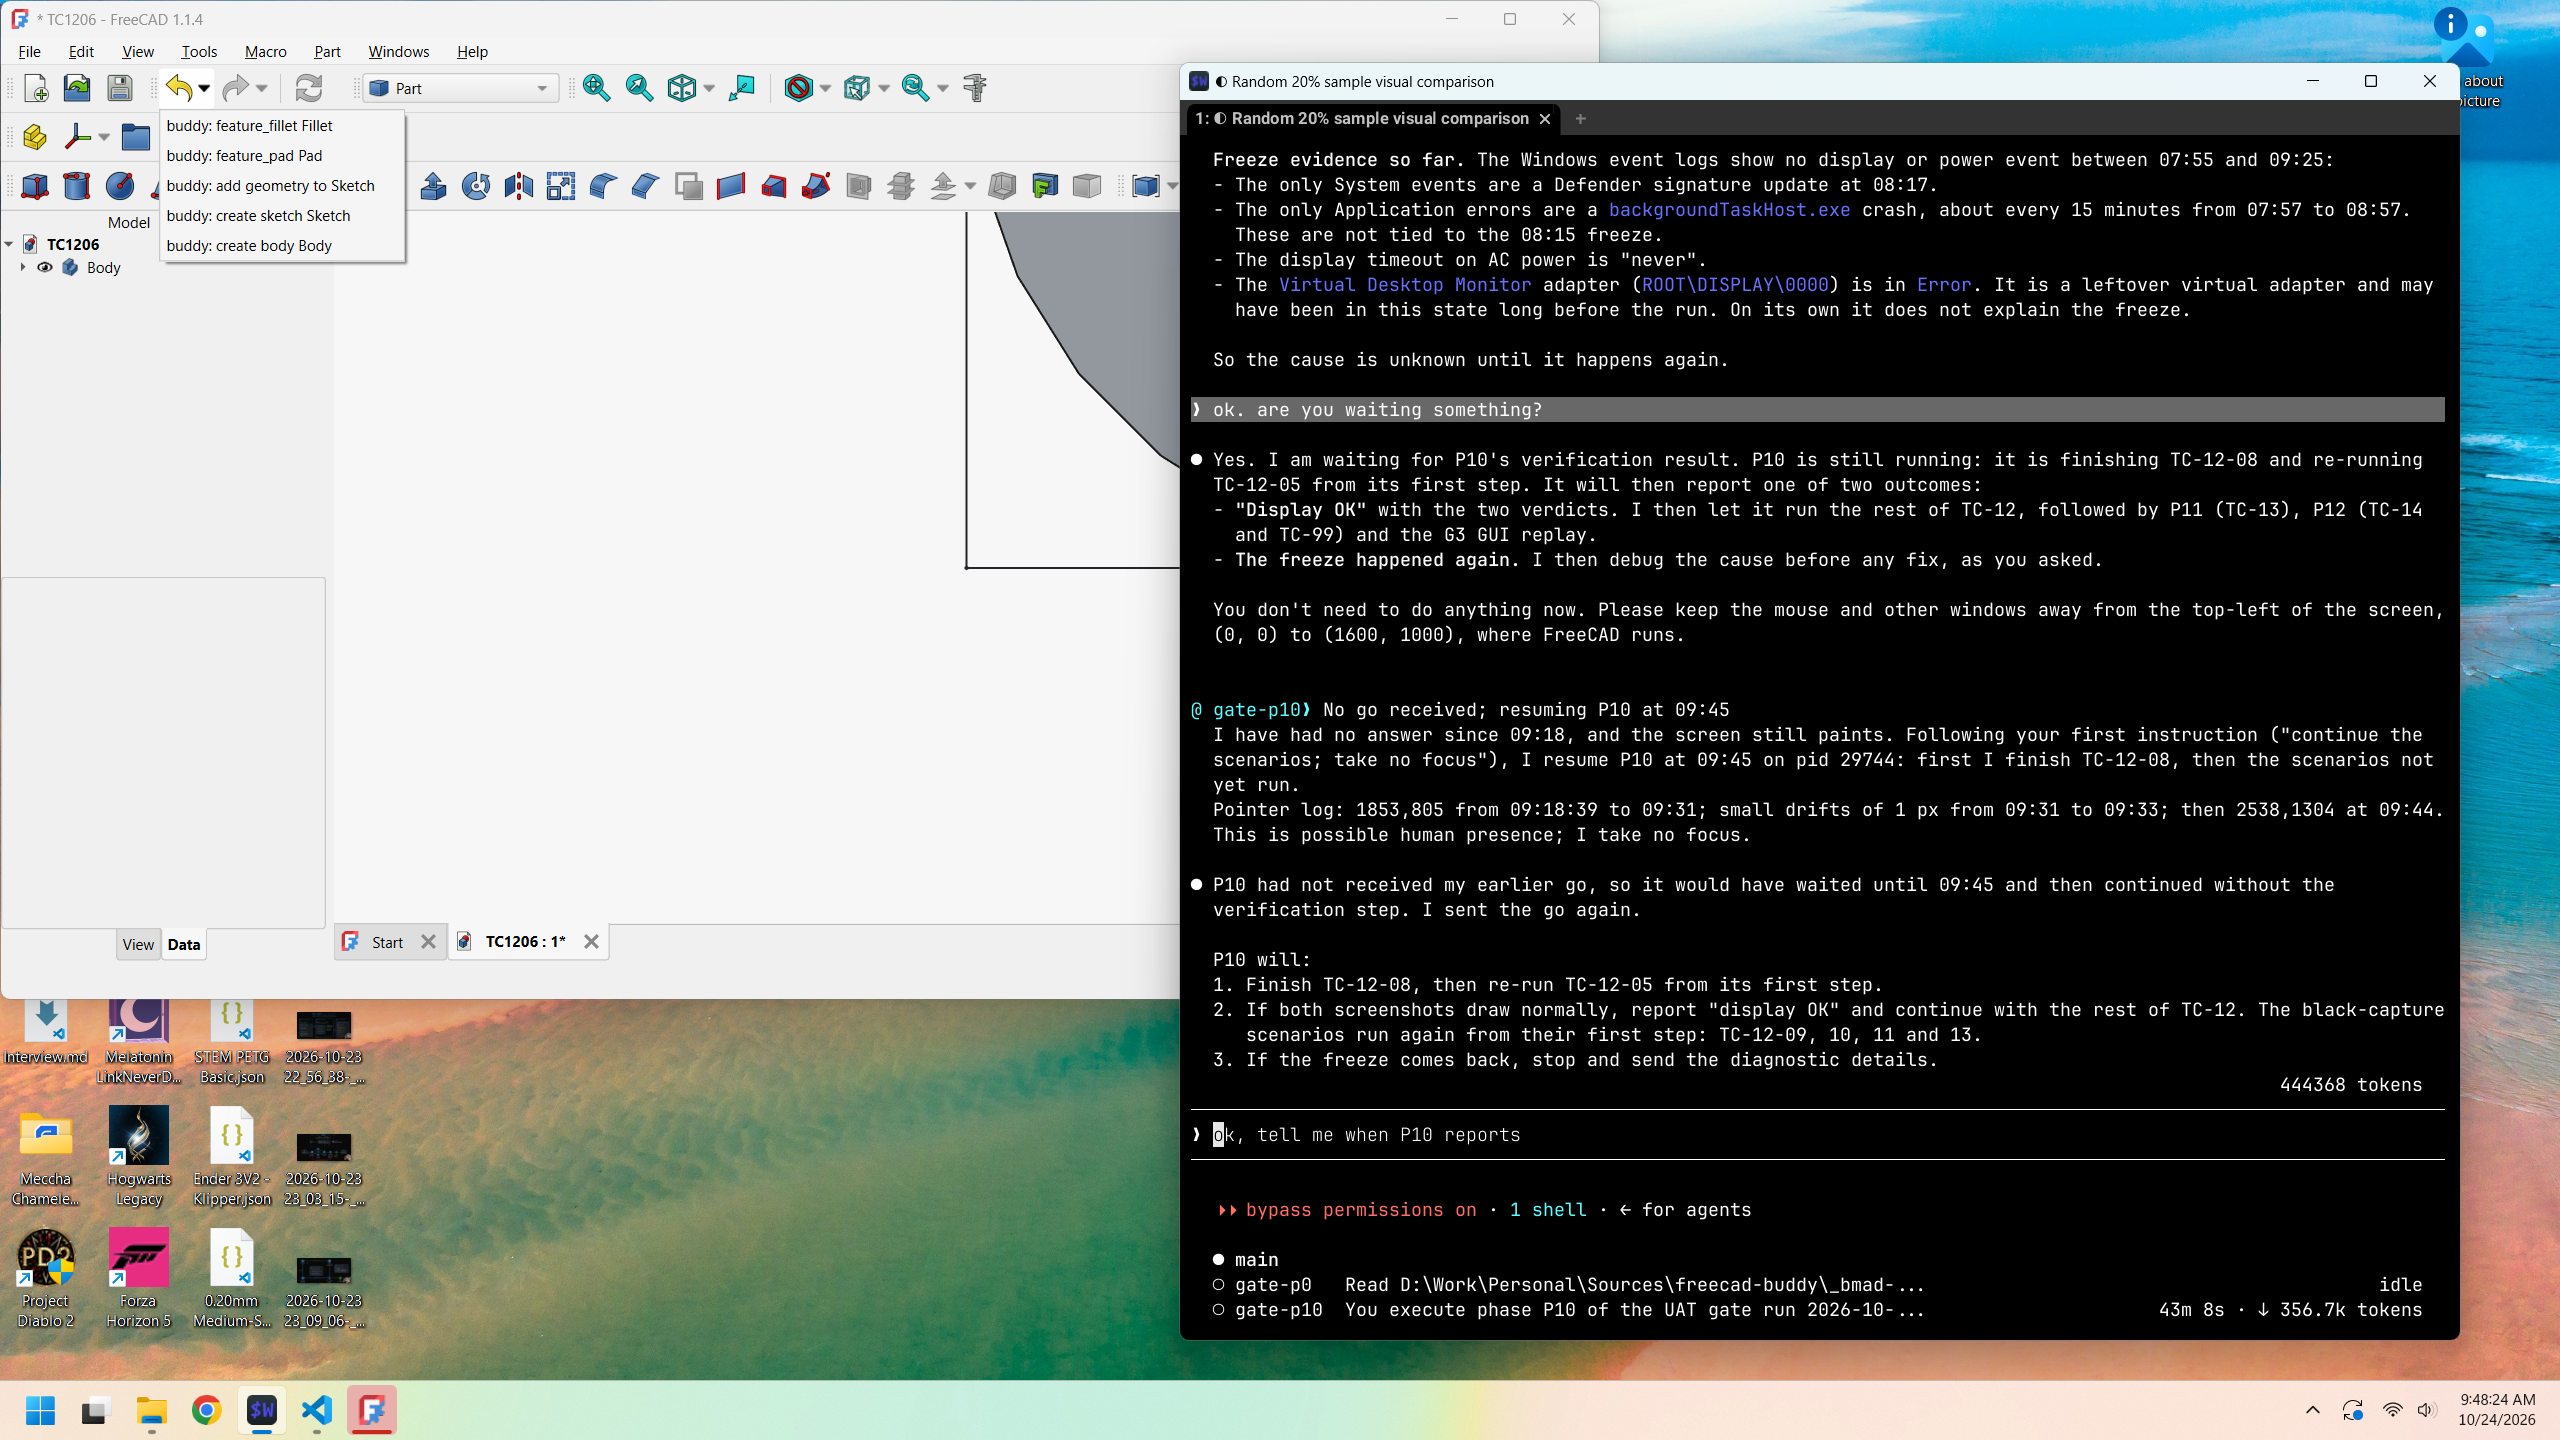 * TC1206 - FreeCAD 1.1.4
File Edit View Tools Macro Part Windows Help
Part
buddy: feature_fillet Fillet
buddy: feature_pad Pad
buddy: add geometry to Sketch
buddy: create sketch Sketch
buddy: create body Body
Model
TC1206
Body
View Data
Start
TC1206 : 1*
Interview.md
Melatonin
LinkNeverD...
STEM PETG
Basic.json
2026-10-23
22_56_38-_...
Meccha
Chamele...
Hogwarts
Legacy
Ender 3V2 -
Klipper.json
2026-10-23
23_03_15-_...
Project
Diablo 2
Forza
Horizon 5
0.20mm
Medium-S...
2026-10-23
23_09_06-_...
about
picture
Random 20% sample visual comparison
1: ◐ Random 20% sample visual comparison
Freeze evidence so far. The Windows event logs show no display or power event between 07:55 and 09:25:
- The only System events are a Defender signature update at 08:17.
- The only Application errors are a backgroundTaskHost.exe crash, about every 15 minutes from 07:57 to 08:57.
These are not tied to the 08:15 freeze.
- The display timeout on AC power is "never".
- The Virtual Desktop Monitor adapter (ROOT\DISPLAY\0000) is in Error. It is a leftover virtual adapter and may
have been in this state long before the run. On its own it does not explain the freeze.
So the cause is unknown until it happens again.
❯ ok. are you waiting something?
● Yes. I am waiting for P10's verification result. P10 is still running: it is finishing TC-12-08 and re-running
TC-12-05 from its first step. It will then report one of two outcomes:
- "Display OK" with the two verdicts. I then let it run the rest of TC-12, followed by P11 (TC-13), P12 (TC-14
and TC-99) and the G3 GUI replay.
- The freeze happened again. I then debug the cause before any fix, as you asked.
You don't need to do anything now. Please keep the mouse and other windows away from the top-left of the screen,
(0, 0) to (1600, 1000), where FreeCAD runs.
@ gate-p10❯ No go received; resuming P10 at 09:45
I have had no answer since 09:18, and the screen still paints. Following your first instruction ("continue the
scenarios; take no focus"), I resume P10 at 09:45 on pid 29744: first I finish TC-12-08, then the scenarios not
yet run.
Pointer log: 1853,805 from 09:18:39 to 09:31; small drifts of 1 px from 09:31 to 09:33; then 2538,1304 at 09:44.
This is possible human presence; I take no focus.
● P10 had not received my earlier go, so it would have waited until 09:45 and then continued without the
verification step. I sent the go again.
P10 will:
1. Finish TC-12-08, then re-run TC-12-05 from its first step.
2. If both screenshots draw normally, report "display OK" and continue with the rest of TC-12. The black-capture
scenarios run again from their first step: TC-12-09, 10, 11 and 13.
3. If the freeze comes back, stop and send the diagnostic details.
444368 tokens
❯ ok, tell me when P10 reports
⏵⏵ bypass permissions on · 1 shell · ← for agents
● main
○ gate-p0 Read D:\Work\Personal\Sources\freecad-buddy\_bmad-... idle
○ gate-p10 You execute phase P10 of the UAT gate run 2026-10-... 43m 8s · ↓ 356.7k tokens
$W
9:48:24 AM
10/24/2026